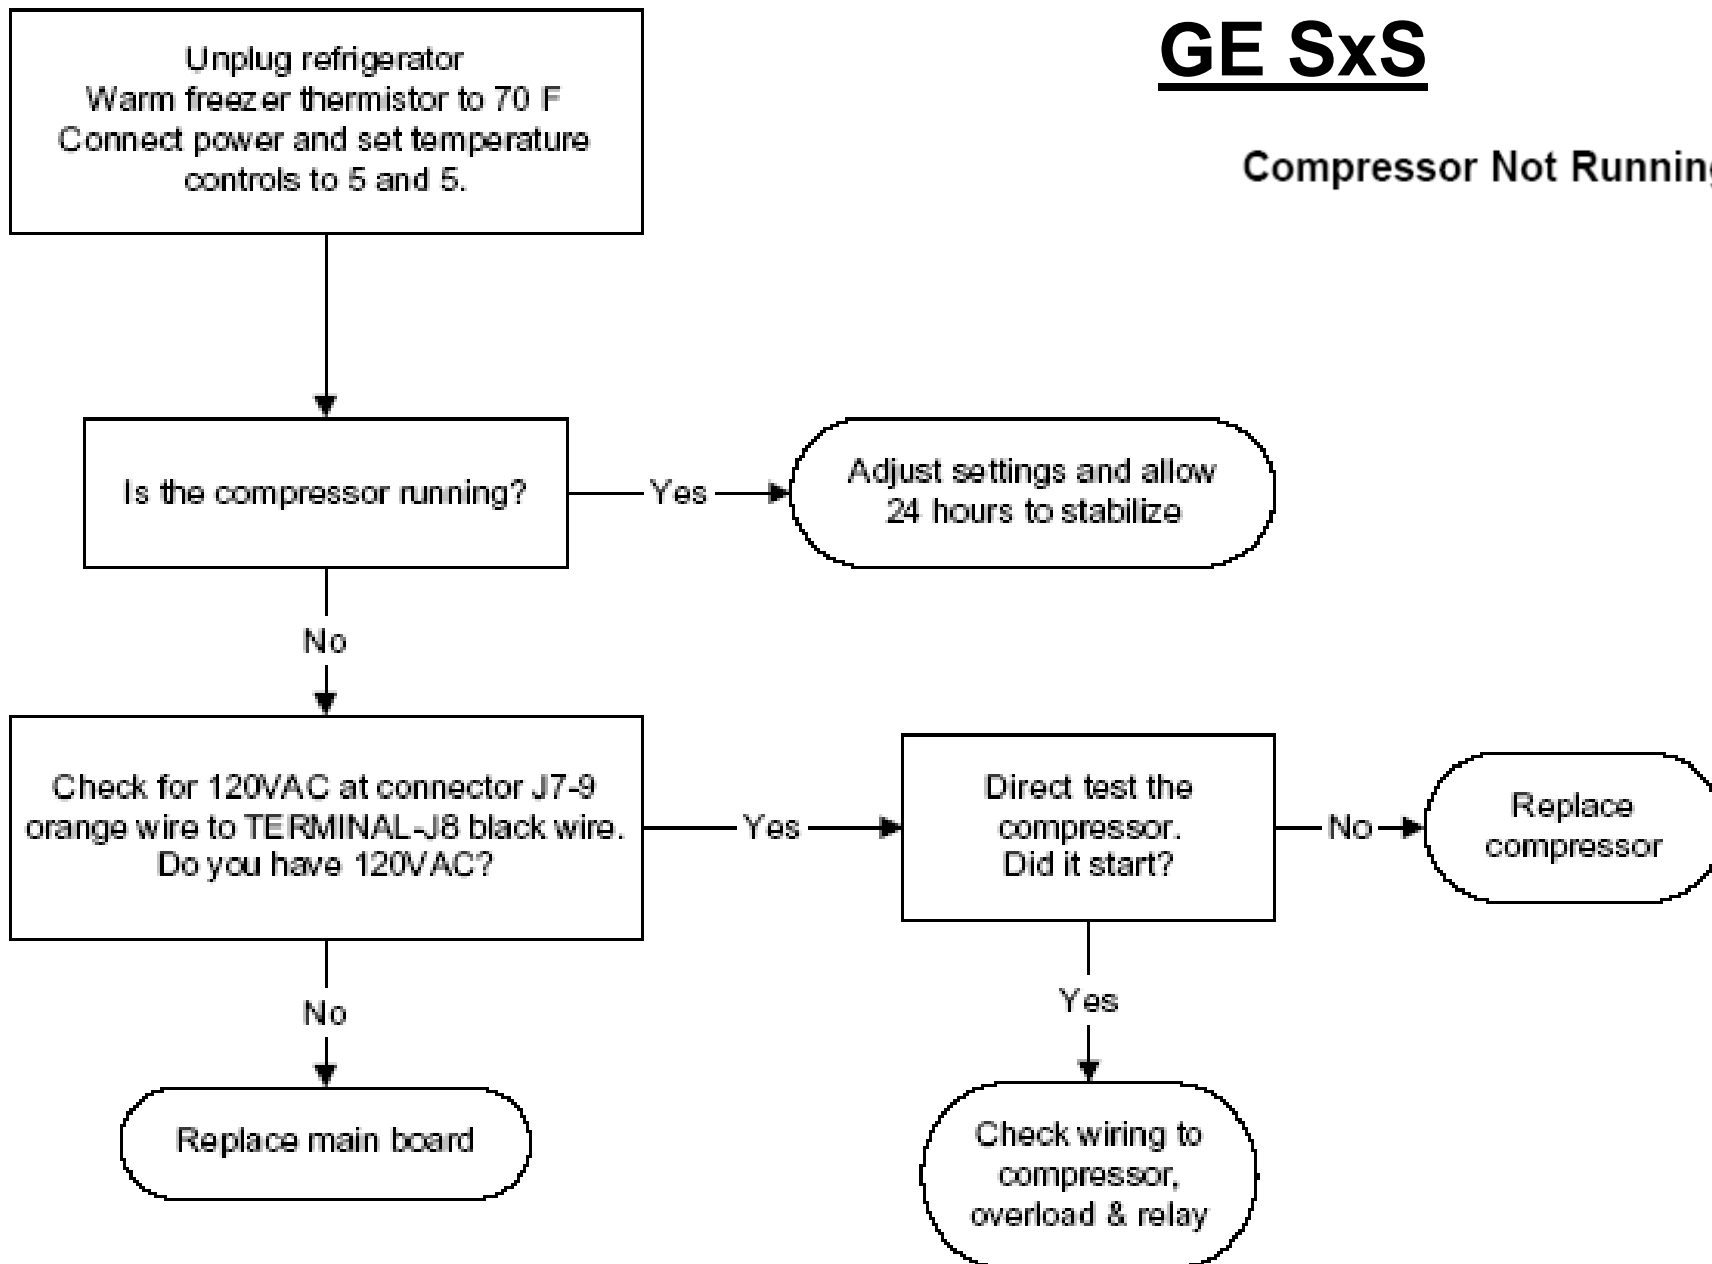 GE SxS
Compressor Not Running
Unplug refrigerator
Warm freezer thermistor to 70 F
Connect power and set temperature
controls to 5 and 5.
Is the compressor running?
Yes
Adjust settings and allow
24 hours to stabilize
No
Check for 120VAC at connector J7-9
orange wire to TERMINAL-J8 black wire.
Do you have 120VAC?
Yes
Direct test the
compressor.
Did it start?
No
Replace
compressor
No
Replace main board
Yes
Check wiring to
compressor,
overload & relay